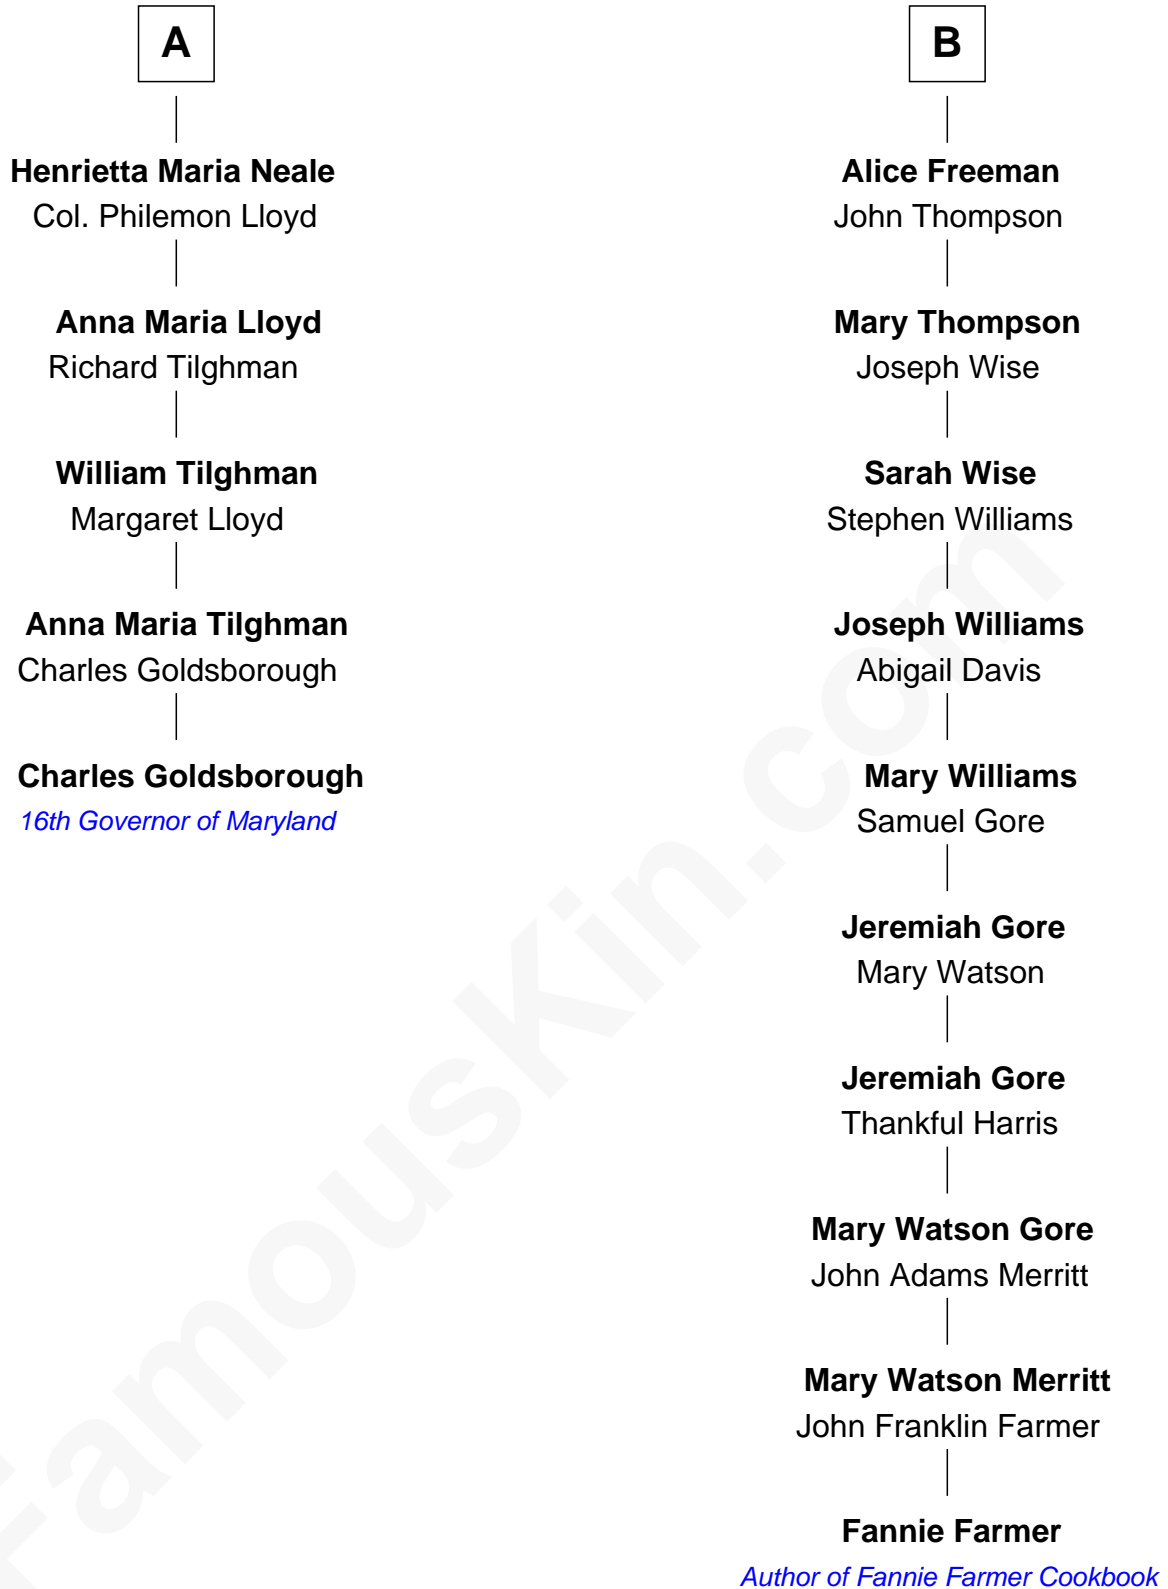 A
Henrietta Maria Neale
Col. Philemon Lloyd
Anna Maria Lloyd
Richard Tilghman
William Tilghman
Margaret Lloyd
Anna Maria Tilghman
Charles Goldsborough
Charles Goldsborough
16th Governor of Maryland
B
Alice Freeman
John Thompson
Mary Thompson
Joseph Wise
Sarah Wise
Stephen Williams
Joseph Williams
Abigail Davis
Mary Williams
Samuel Gore
Jeremiah Gore
Mary Watson
Jeremiah Gore
Thankful Harris
Mary Watson Gore
John Adams Merritt
Mary Watson Merritt
John Franklin Farmer
Fannie Farmer
Author of Fannie Farmer Cookbook
FamousKin.com